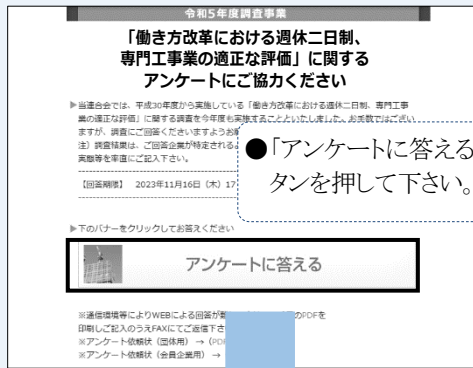 令和5年度調査事業
「働き方改革における週休二日制、
専門工事業の適正な評価」に関する
アンケートにご協力ください
▶当連合会では、平成30年度から実施している「働き方改革における週休二日制、専門工事
業の適正な評価」に関する調査を今年度も実施することといたしました。お手数ではござい
ますが、調査にご回答くださいますようお
注）調査結果は、ご回答企業が特定される
実態等を率直にご記入下さい。
【回答期限】 2023年11月16日（木）17
●「アンケートに答える
タンを押して下さい。
▶下のバナーをクリックしてお答えください
アンケートに答える
※通信環境等によりWEBによる回答が
のPDFを
印刷しご記入のうえFAXにてご返信下さ
※アンケート依頼状（団体用）→（PD
※アンケート依頼状（会員企業用）→